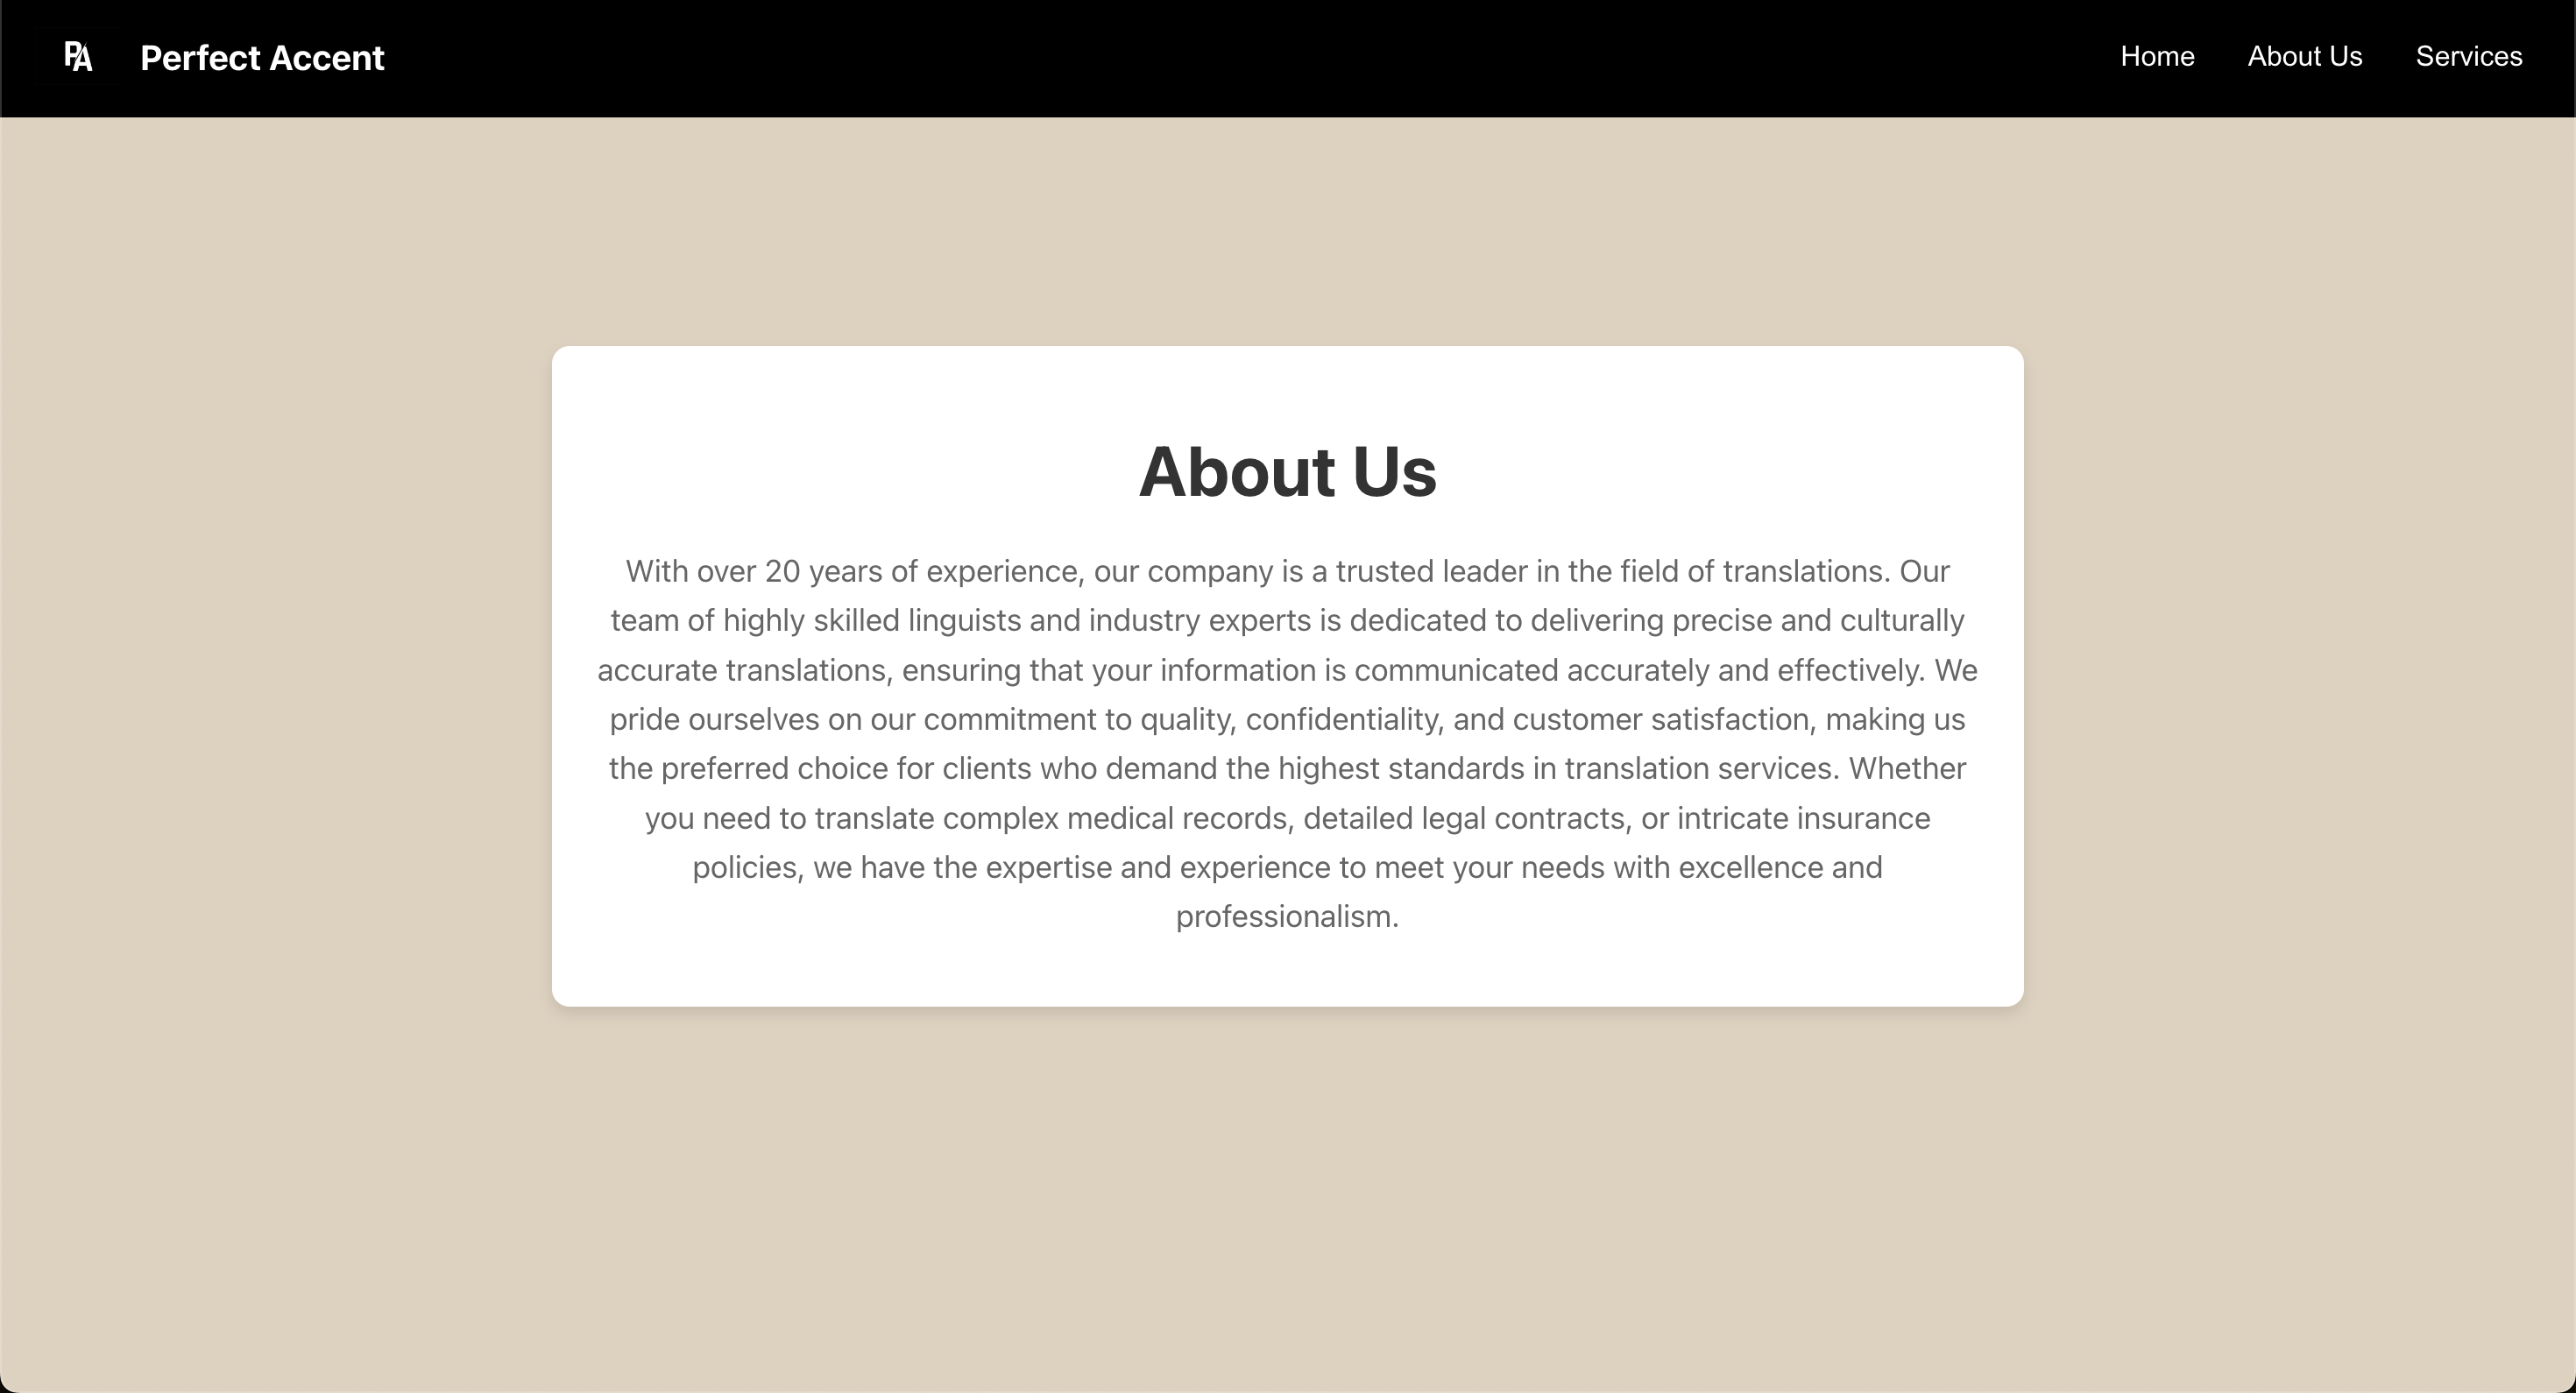 PA Perfect Accent Home About Us Services
About Us
With over 20 years of experience, our company is a trusted leader in the field of translations. Our
team of highly skilled linguists and industry experts is dedicated to delivering precise and culturally
accurate translations, ensuring that your information is communicated accurately and effectively. We
pride ourselves on our commitment to quality, confidentiality, and customer satisfaction, making us
the preferred choice for clients who demand the highest standards in translation services. Whether
you need to translate complex medical records, detailed legal contracts, or intricate insurance
policies, we have the expertise and experience to meet your needs with excellence and
professionalism.